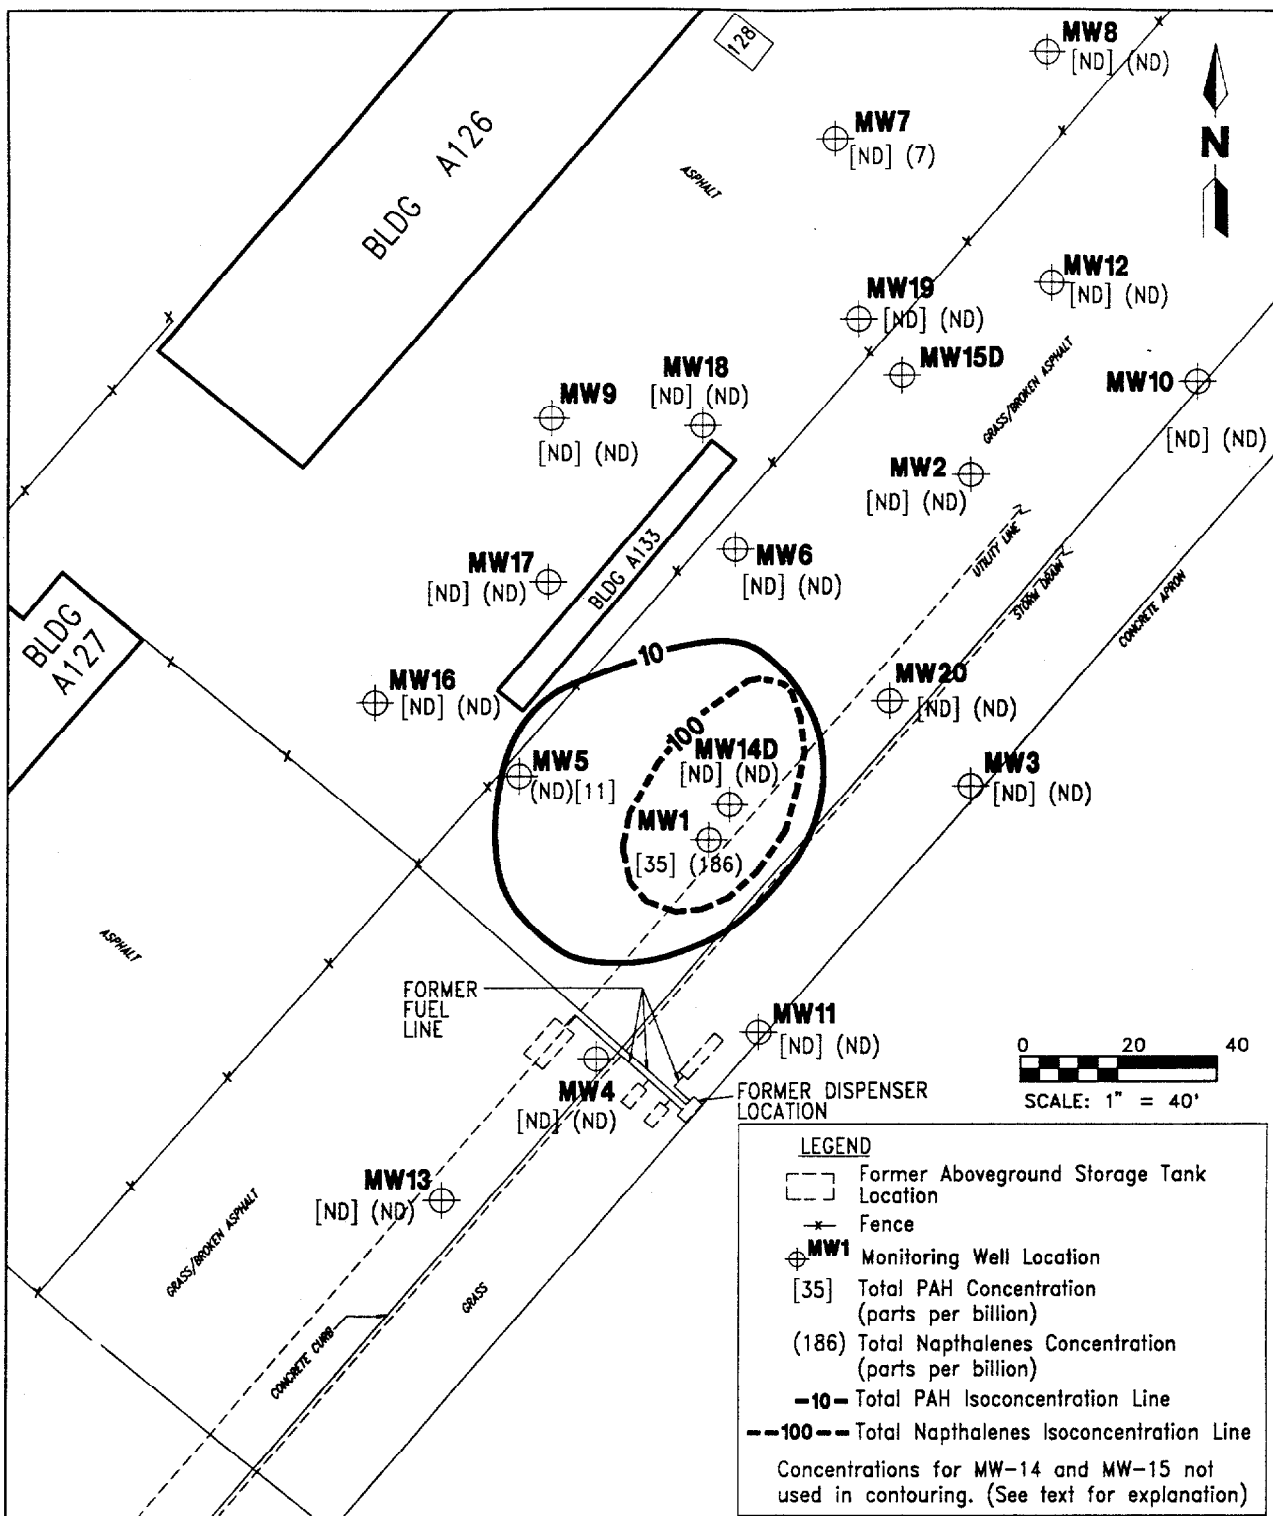 128
MW8
[ND] (ND)
MW7
[ND] (7)
N
BLDG A126
ASPHALT
MW12
[ND] (ND)
MW19
[ND] (ND)
MW15D
MW10
[ND] (ND)
GRASS/BROKEN ASPHALT
MW18
[ND] (ND)
MW9
[ND] (ND)
MW2
[ND] (ND)
BLDG A133
MW6
[ND] (ND)
MW17
[ND] (ND)
UTILITY LINE
STORM DRAIN
CONCRETE APRON
BLDG
A127
10
MW16
[ND] (ND)
MW20
[ND] (ND)
100
MW14D
[ND] (ND)
MW5
(ND)[11]
MW3
[ND] (ND)
MW1
[35] (186)
ASPHALT
FORMER
FUEL
LINE
MW11
[ND] (ND)
MW4
[ND] (ND)
FORMER DISPENSER
LOCATION
0 20 40
SCALE: 1" = 40'
MW13
[ND] (ND)
GRASS/BROKEN ASPHALT
GRASS
CONCRETE CURB
LEGEND
Former Aboveground Storage Tank
Location
Fence
MW1 Monitoring Well Location
[35] Total PAH Concentration
(parts per billion)
(186) Total Napthalenes Concentration
(parts per billion)
-10- Total PAH Isoconcentration Line
--100-- Total Napthalenes Isoconcentration Line
Concentrations for MW-14 and MW-15 not
used in contouring. (See text for explanation)